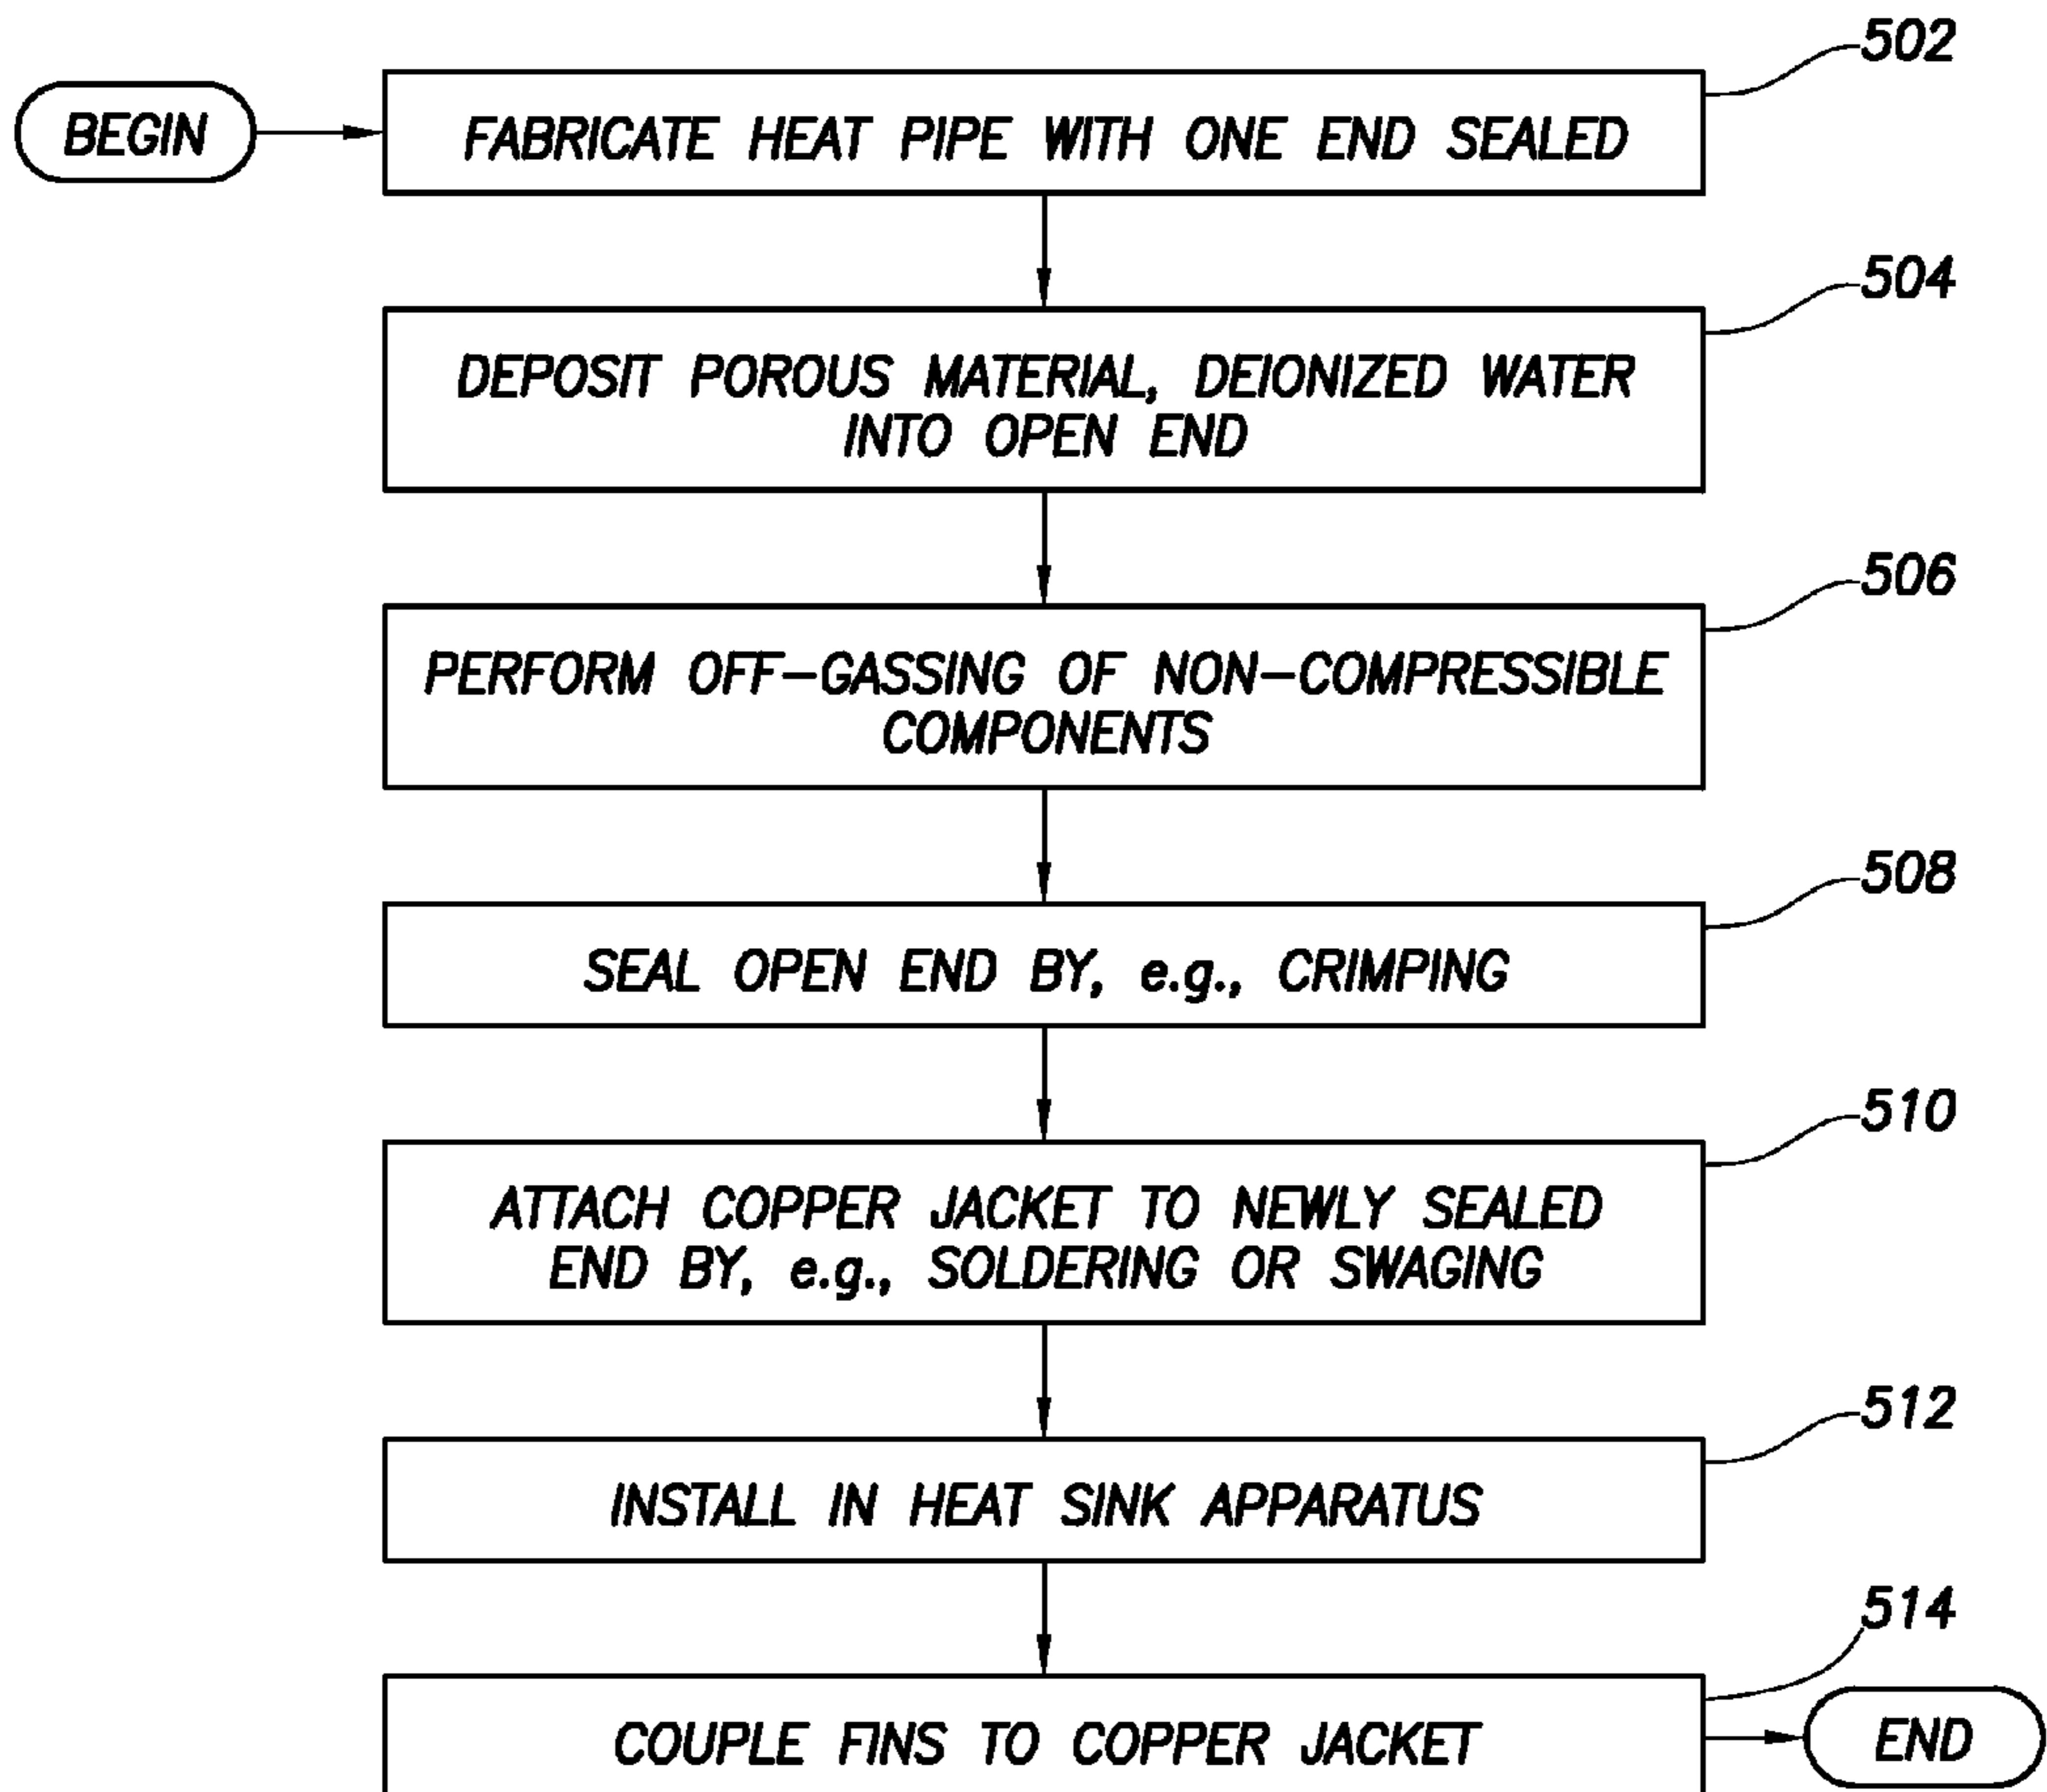 502
BEGIN
FABRICATE HEAT PIPE WITH ONE END SEALED
504
DEPOSIT POROUS MATERIAL, DEIONIZED WATER
INTO OPEN END
506
PERFORM OFF-GASSING OF NON-COMPRESSIBLE
COMPONENTS
508
SEAL OPEN END BY, e.g., CRIMPING
510
ATTACH COPPER JACKET TO NEWLY SEALED
END BY, e.g., SOLDERING OR SWAGING
512
INSTALL IN HEAT SINK APPARATUS
514
COUPLE FINS TO COPPER JACKET
END